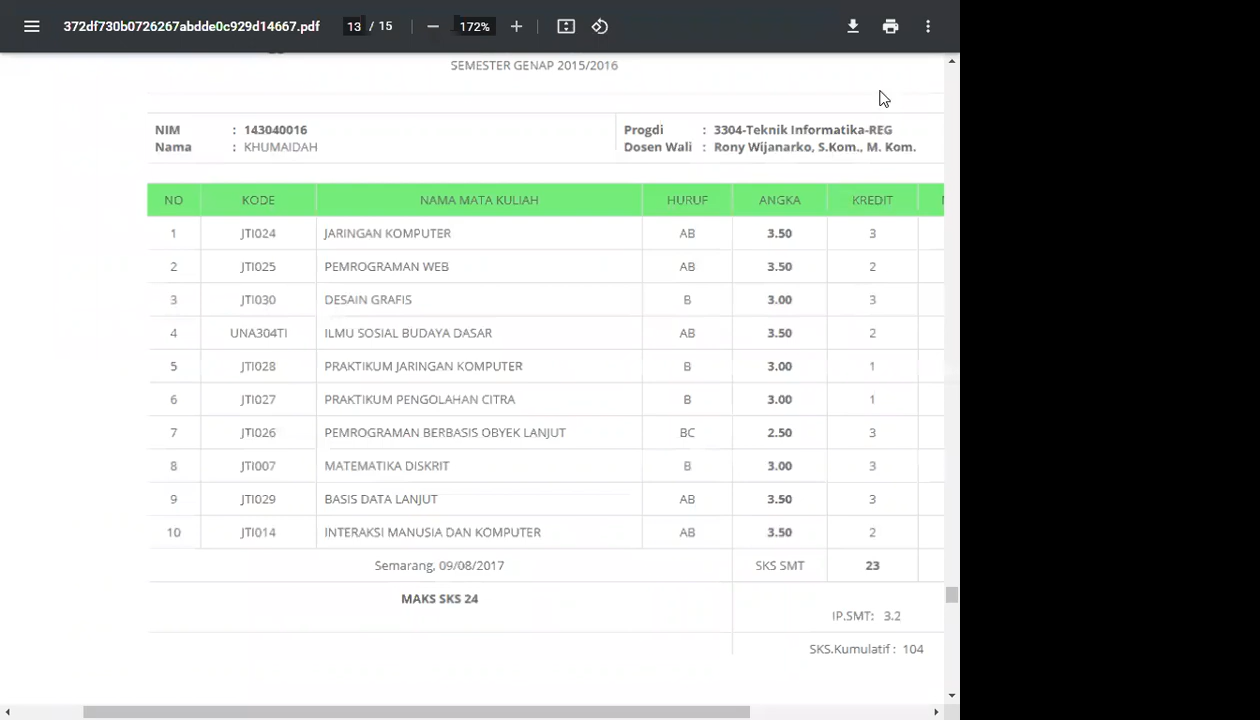 372df730b0726267abdde0c929d14667.pdf 13 / 15 172%
SEMESTER GENAP 2015/2016
NIM : 143040016 Progdi : 3304-Teknik Informatika-REG
Nama : KHUMAIDAH Dosen Wali : Rony Wijanarko, S.Kom., M. Kom.
NO KODE NAMA MATA KULIAH HURUF ANGKA KREDIT
1 JTI024 JARINGAN KOMPUTER AB 3.50 3
2 JTI025 PEMROGRAMAN WEB AB 3.50 2
3 JTI030 DESAIN GRAFIS B 3.00 3
4 UNA304TI ILMU SOSIAL BUDAYA DASAR AB 3.50 2
5 JTI028 PRAKTIKUM JARINGAN KOMPUTER B 3.00 1
6 JTI027 PRAKTIKUM PENGOLAHAN CITRA B 3.00 1
7 JTI026 PEMROGRAMAN BERBASIS OBYEK LANJUT BC 2.50 3
8 JTI007 MATEMATIKA DISKRIT B 3.00 3
9 JTI029 BASIS DATA LANJUT AB 3.50 3
10 JTI014 INTERAKSI MANUSIA DAN KOMPUTER AB 3.50 2
Semarang, 09/08/2017 SKS SMT 23
MAKS SKS 24
IP.SMT: 3.2
SKS.Kumulatif : 104